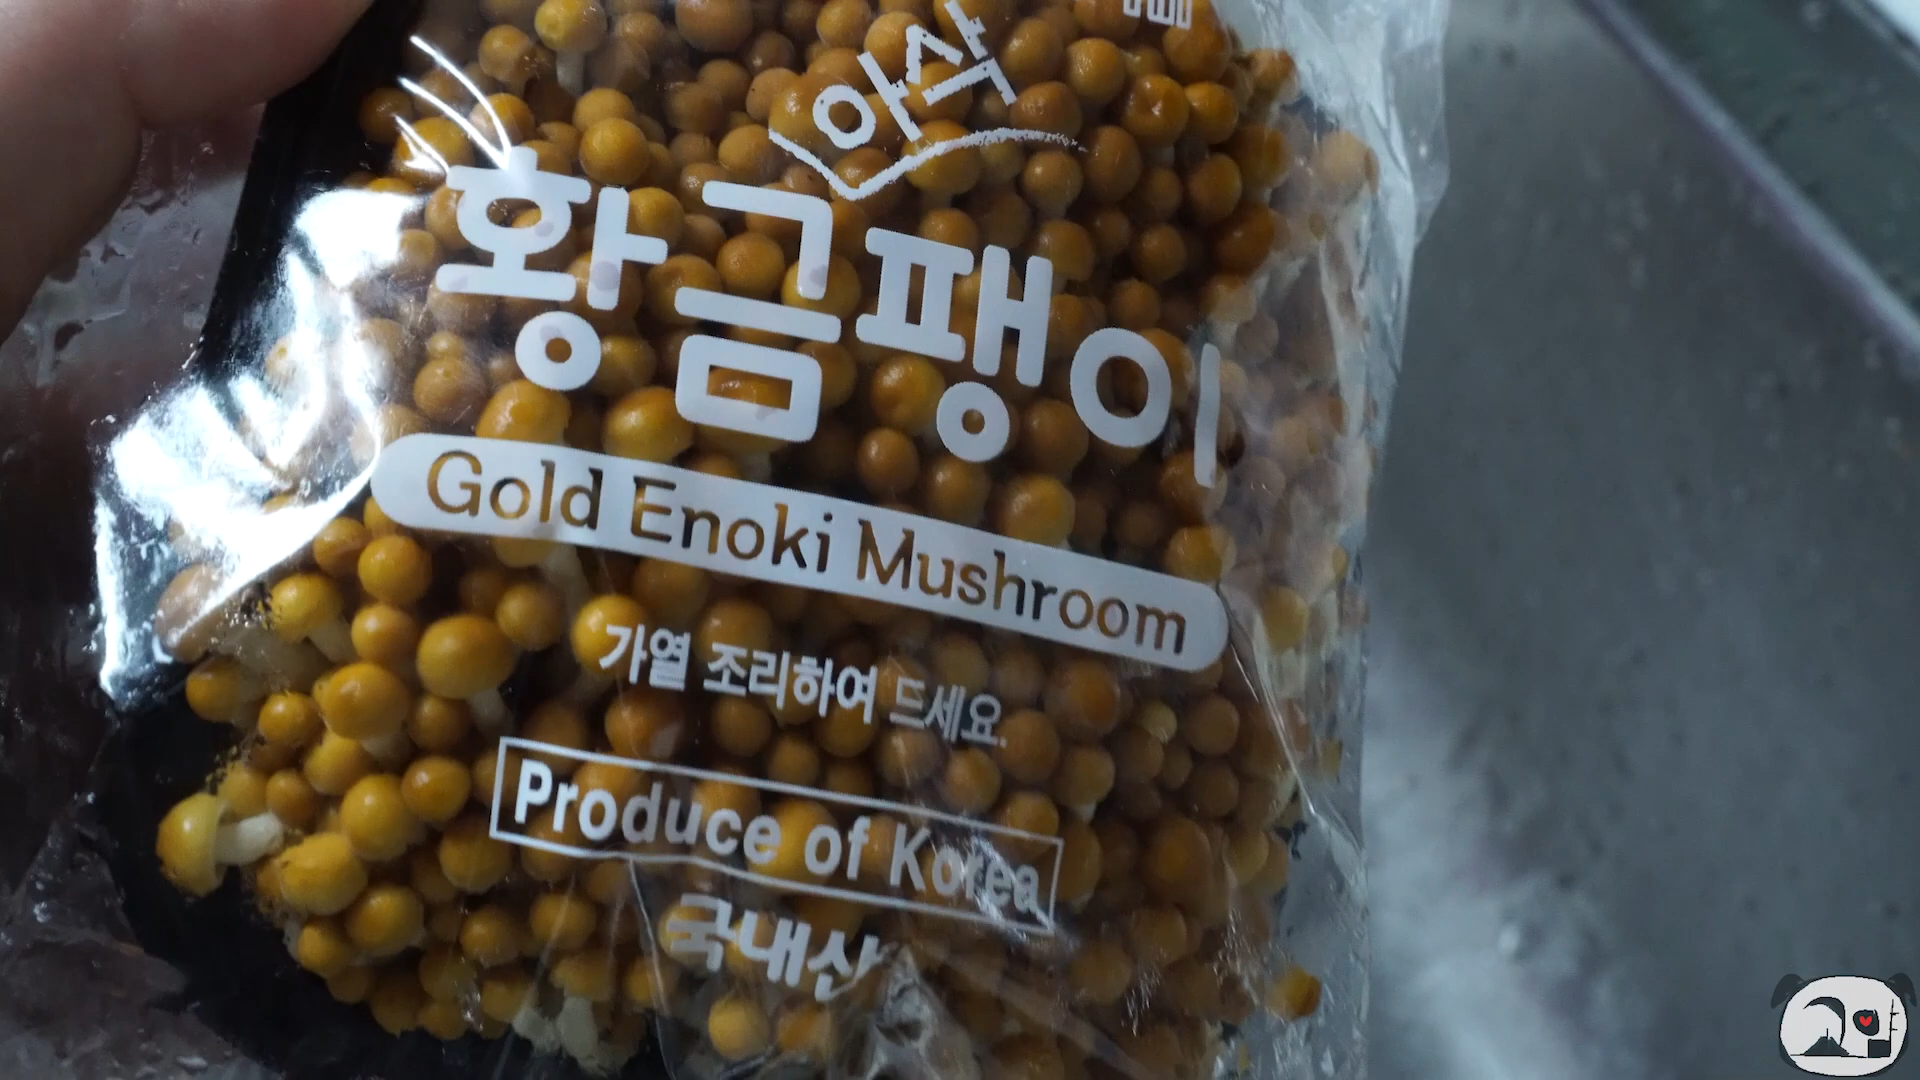 아삭
황금팽이
Gold Enoki Mushroom
가열 조리하여 드세요.
Produce of Korea
국내산